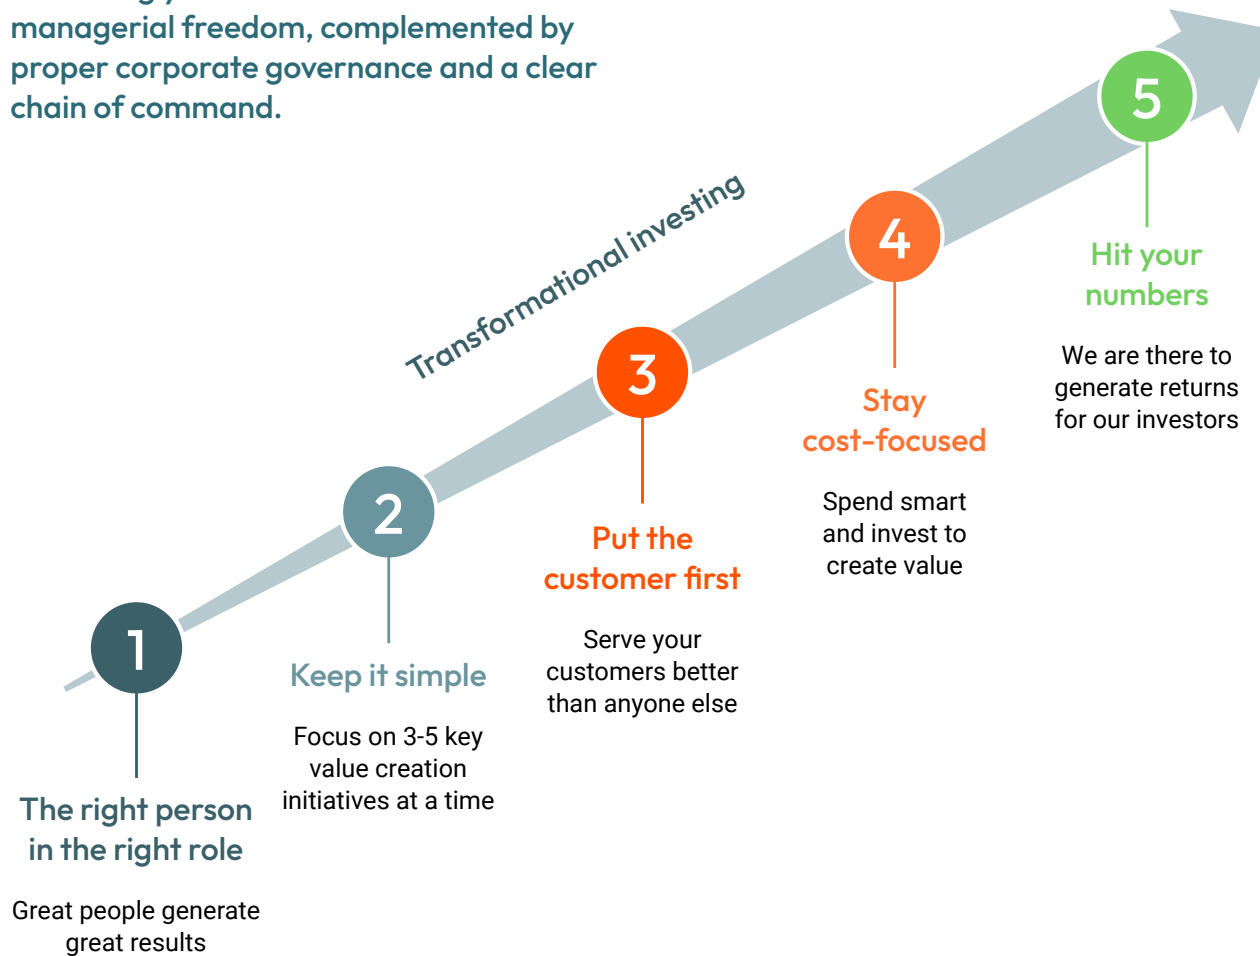 managerial freedom, complemented by
proper corporate governance and a clear
chain of command.
Transformational investing
1
The right person
in the right role
Great people generate
great results
2
Keep it simple
Focus on 3-5 key
value creation
initiatives at a time
3
Put the
customer first
Serve your
customers better
than anyone else
4
Stay
cost-focused
Spend smart
and invest to
create value
5
Hit your
numbers
We are there to
generate returns
for our investors